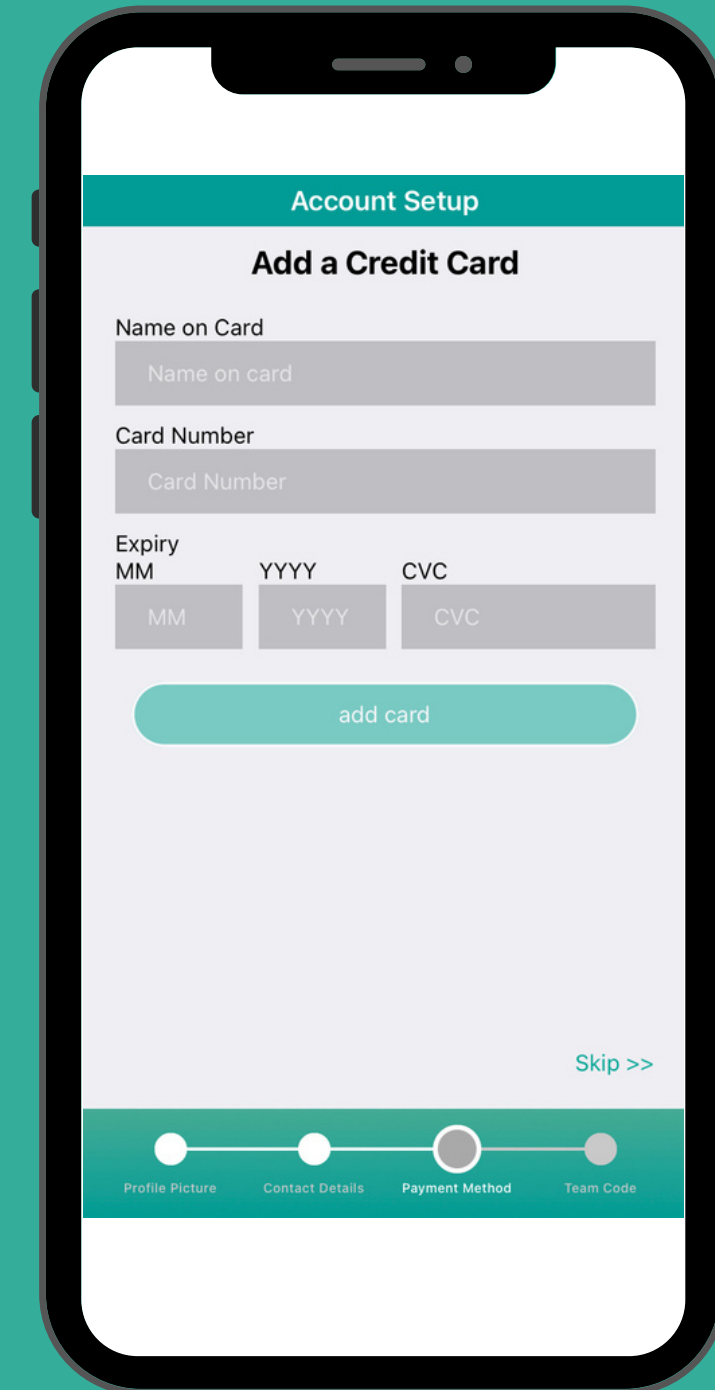 Account Setup
Add a Credit Card
Name on Card
Name on card
Card Number
Card Number
Expiry
MM YYYY CVC
MM YYYY CVC
add card
Skip >>
Profile Picture Contact Details Payment Method Team Code